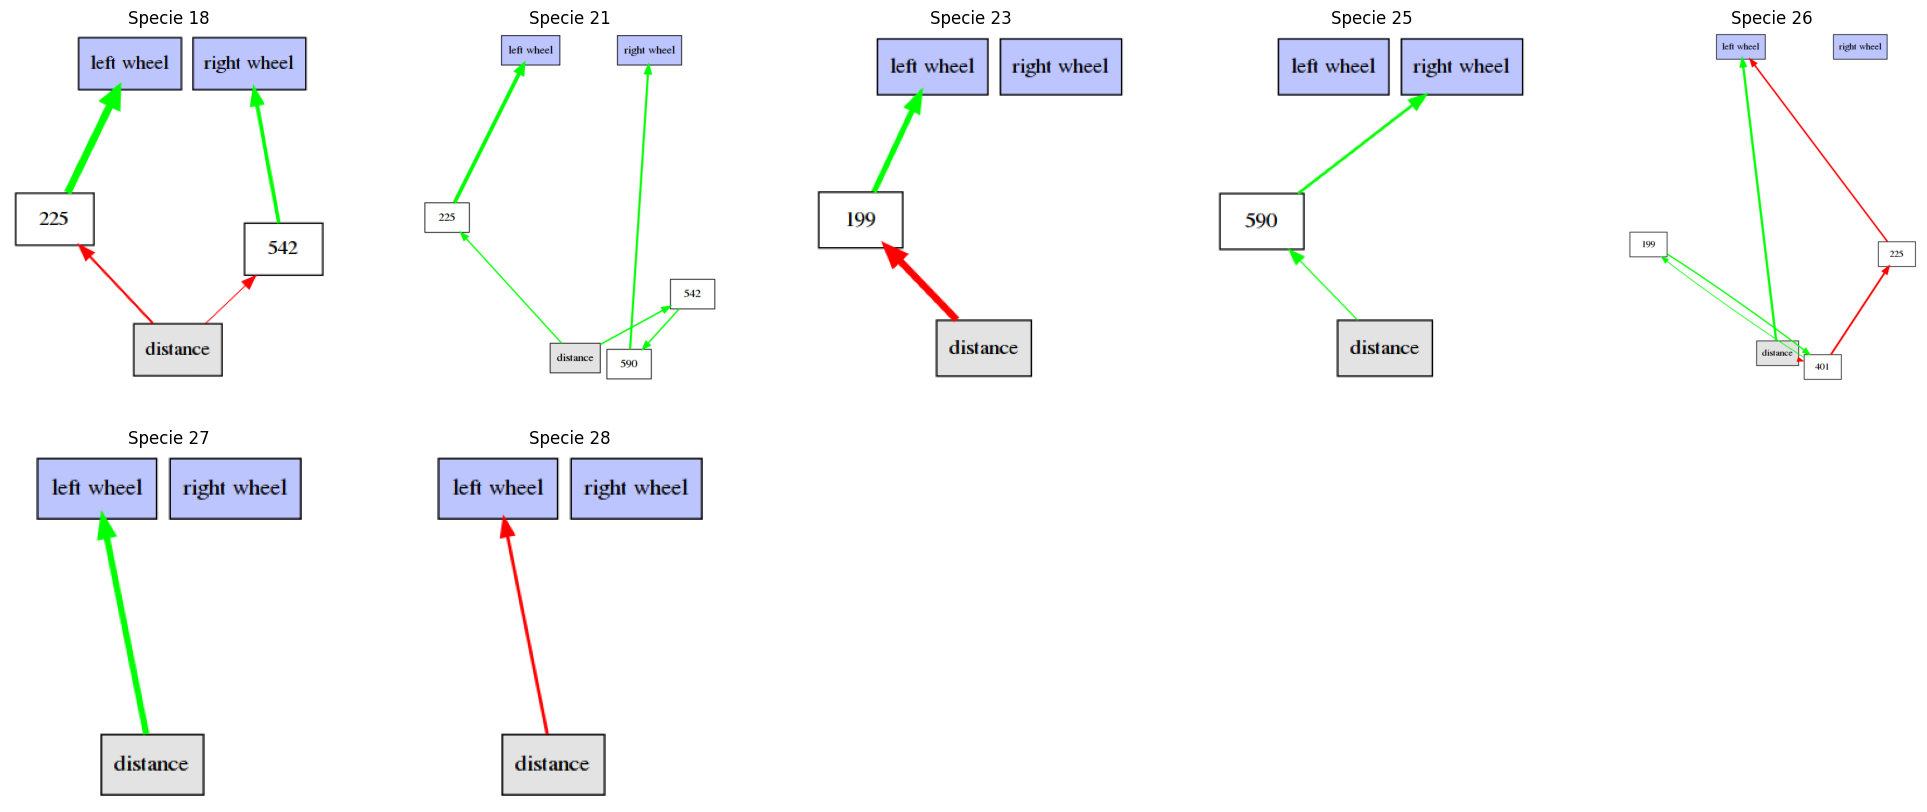 Specie 18
left wheel
right wheel
225
542
distance
Specie 21
left wheel
right wheel
225
542
distance
590
Specie 23
left wheel
right wheel
199
distance
Specie 25
left wheel
right wheel
590
distance
Specie 26
left wheel
right wheel
199
225
distance
401
Specie 27
left wheel
right wheel
distance
Specie 28
left wheel
right wheel
distance